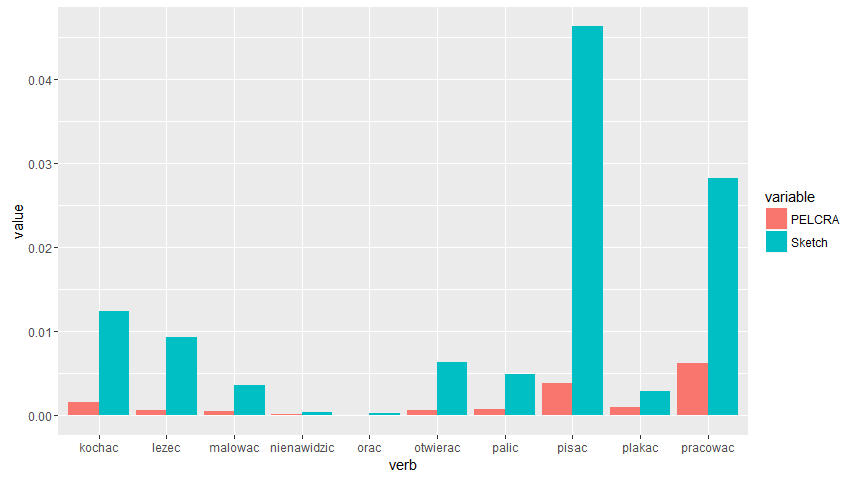 0.04
0.03
0.02
0.01
0.00
value
kochac lezec malowac nienawidzic orac otwierac palic pisac plakac pracowac
verb
variable
PELCRA
Sketch